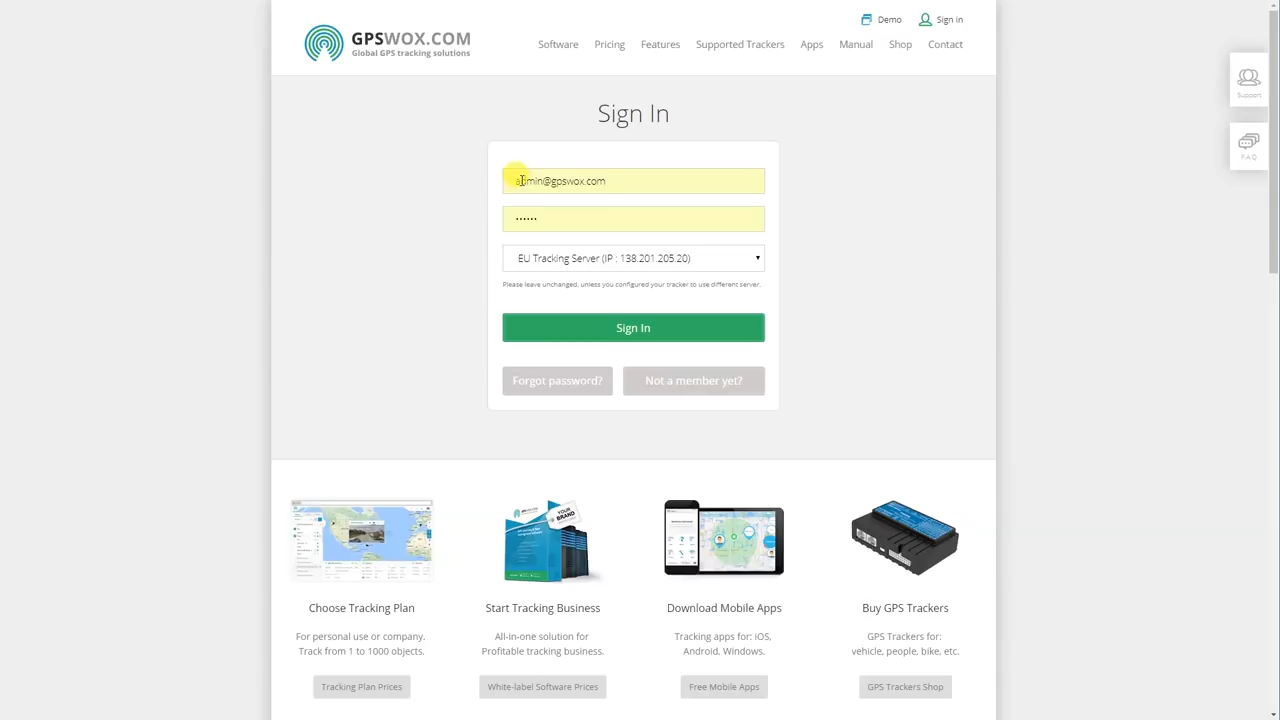 Demo
Sign in
GPSWOX.COM
Global GPS tracking solutions
Software
Pricing
Features
Supported Trackers
Apps
Manual
Shop
Contact
Support
F.A.Q
Sign In
admin@gpswox.com
••••••
EU Tracking Server (IP : 138.201.205.20)
Please leave unchanged, unless you configured your tracker to use different server.
Sign In
Forgot password?
Not a member yet?
YOUR BRAND
Choose Tracking Plan
Start Tracking Business
Download Mobile Apps
Buy GPS Trackers
For personal use or company.
Track from 1 to 1000 objects.
All-in-one solution for
Profitable tracking business.
Tracking apps for: iOS,
Android, Windows.
GPS Trackers for:
vehicle, people, bike, etc.
Tracking Plan Prices
White-label Software Prices
Free Mobile Apps
GPS Trackers Shop